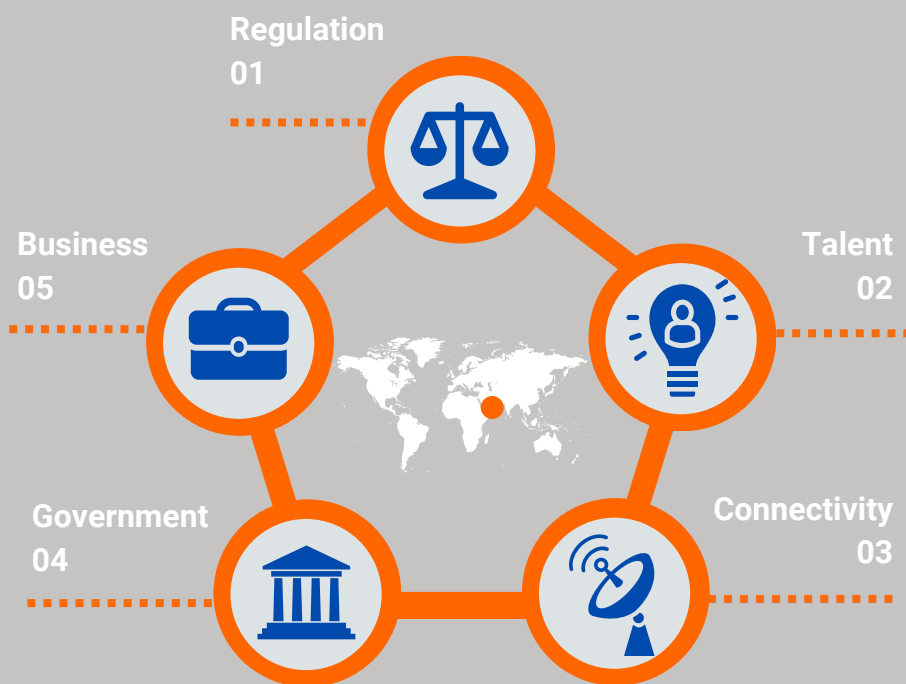 Regulation
01
Talent
02
Connectivity
03
Government
04
Business
05